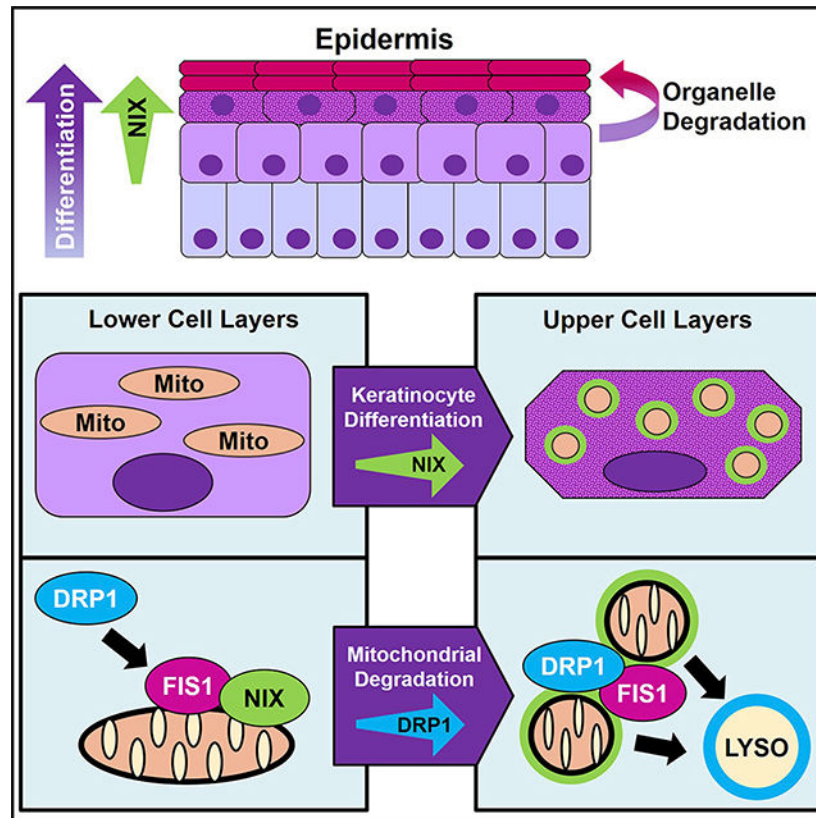 Epidermis
Differentiation
NIX
Organelle
Degradation
Lower Cell Layers
Upper Cell Layers
Mito
Mito
Mito
Keratinocyte
Differentiation
NIX
DRP1
FIS1
NIX
Mitochondrial
Degradation
DRP1
DRP1
FIS1
LYSO